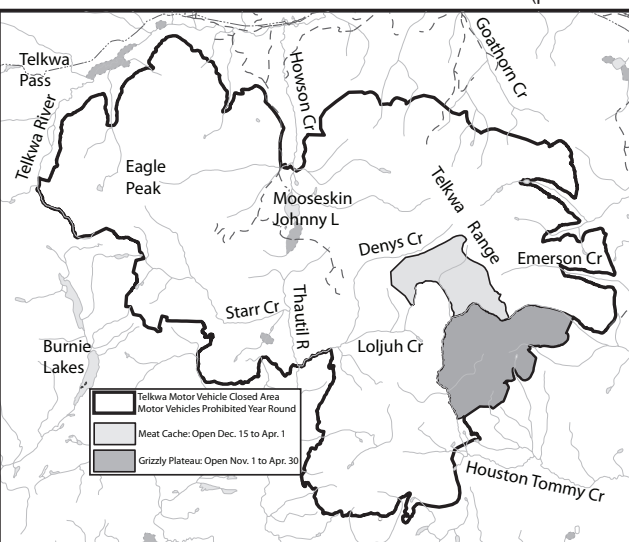 Telkwa
Pass
Telkwa River
Howson Cr
Goathorn Cr
Eagle
Peak
Mooseskin
Johnny L
Telkwa
Range
Denys Cr
Emerson Cr
Starr Cr
Thautil R
Loljuh Cr
Burnie
Lakes
Telkwa Motor Vehicle Closed Area
Motor Vehicles Prohibited Year Round
Meat Cache: Open Dec. 15 to Apr. 1
Grizzly Plateau: Open Nov. 1 to Apr. 30
Houston Tommy Cr